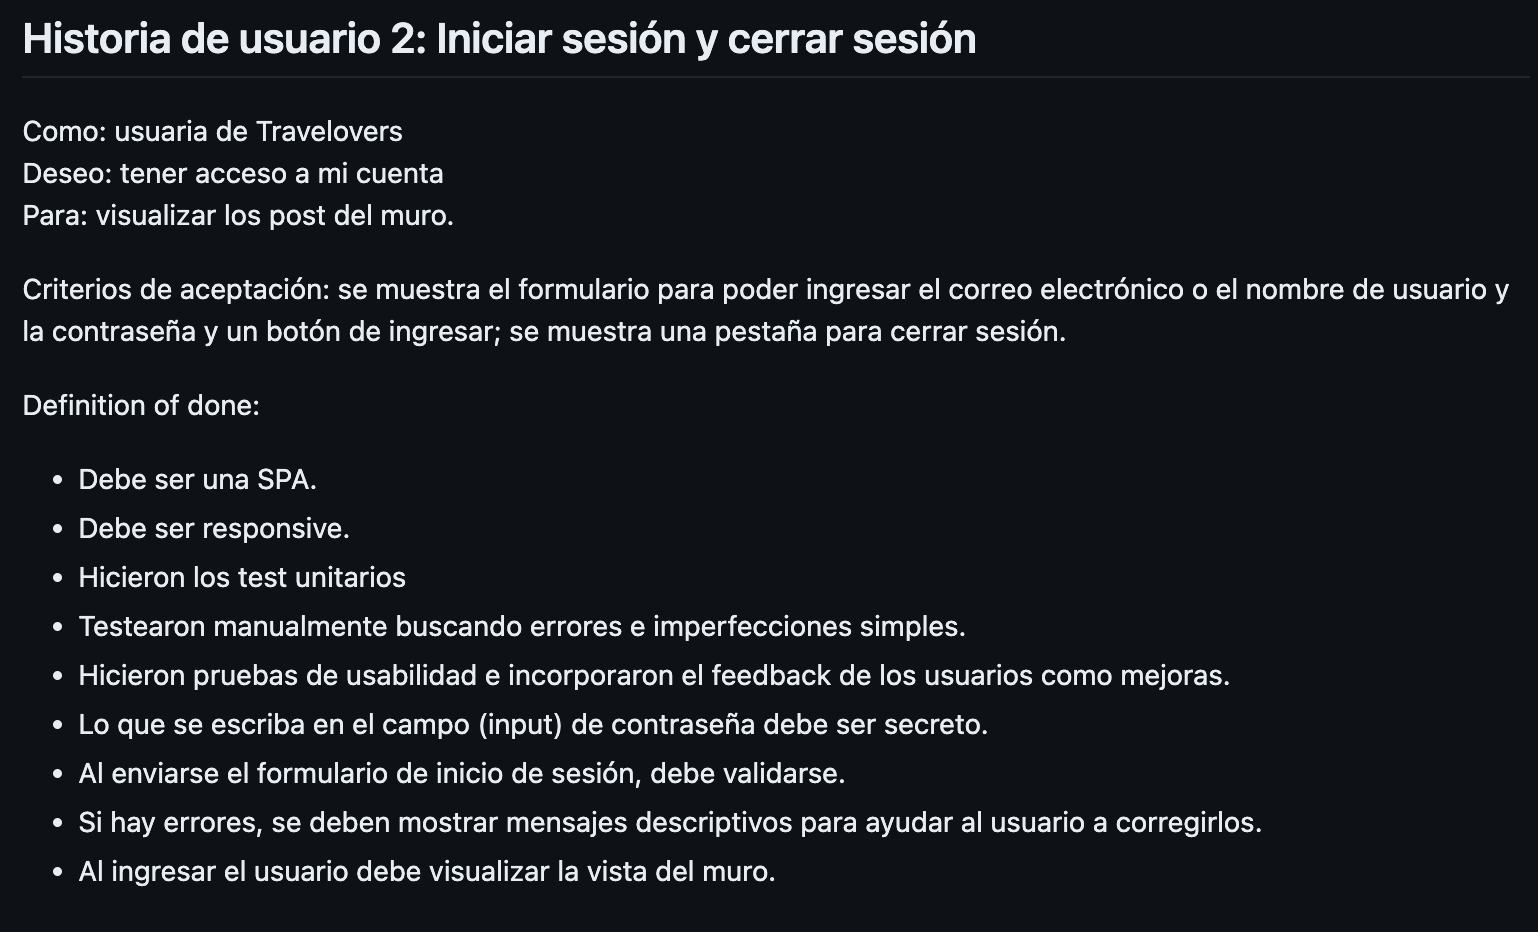 Historia de usuario 2: Iniciar sesión y cerrar sesión
Como: usuaria de Travelovers
Deseo: tener acceso a mi cuenta
Para: visualizar los post del muro.
Criterios de aceptación: se muestra el formulario para poder ingresar el correo electrónico o el nombre de usuario y
la contraseña y un botón de ingresar; se muestra una pestaña para cerrar sesión.
Definition of done:
• Debe ser una SPA.
• Debe ser responsive.
• Hicieron los test unitarios
• Testearon manualmente buscando errores e imperfecciones simples.
• Hicieron pruebas de usabilidad e incorporaron el feedback de los usuarios como mejoras.
• Lo que se escriba en el campo (input) de contraseña debe ser secreto.
• Al enviarse el formulario de inicio de sesión, debe validarse.
• Si hay errores, se deben mostrar mensajes descriptivos para ayudar al usuario a corregirlos.
• Al ingresar el usuario debe visualizar la vista del muro.